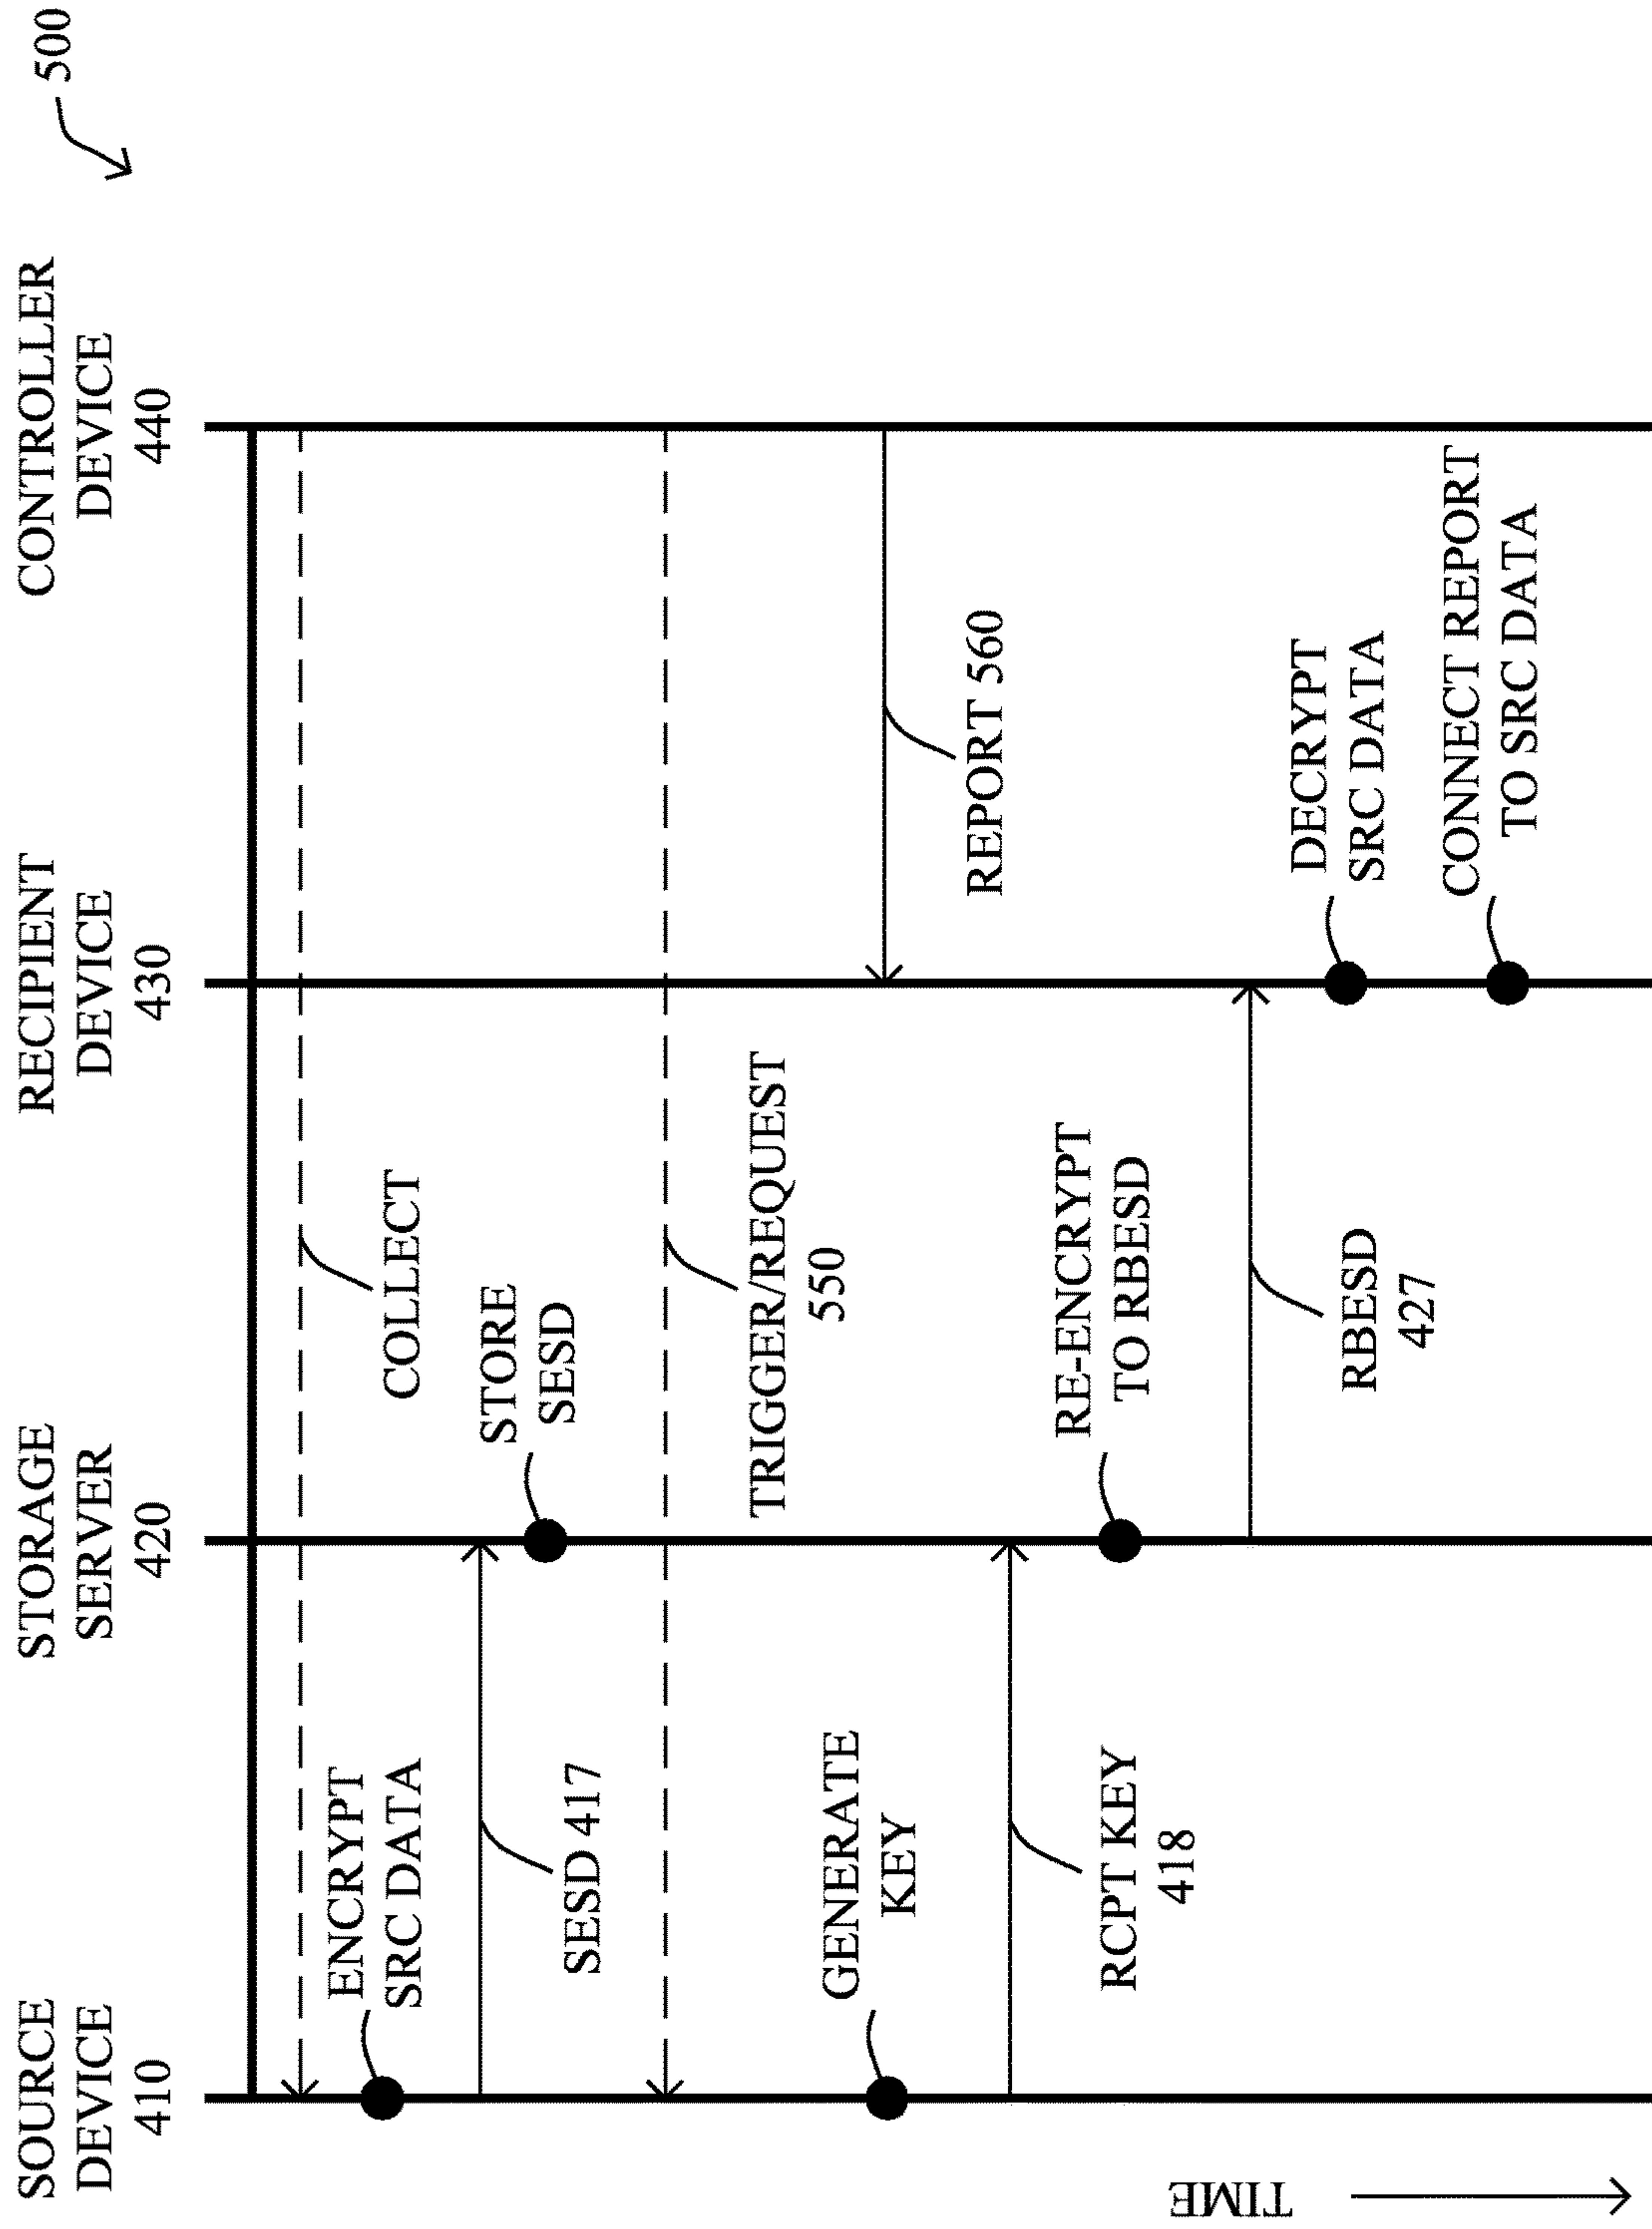 500
SOURCE
DEVICE
410
STORAGE
SERVER
420
RECIPIENT
DEVICE
430
CONTROLLER
DEVICE
440
COLLECT
ENCRYPT
SRC DATA
SESD 417
STORE
SESD
TRIGGER/REQUEST
550
GENERATE
KEY
REPORT 560
RCPT KEY
418
RE-ENCRYPT
TO RBESD
RBESD
427
DECRYPT
SRC DATA
CONNECT REPORT
TO SRC DATA
TIME